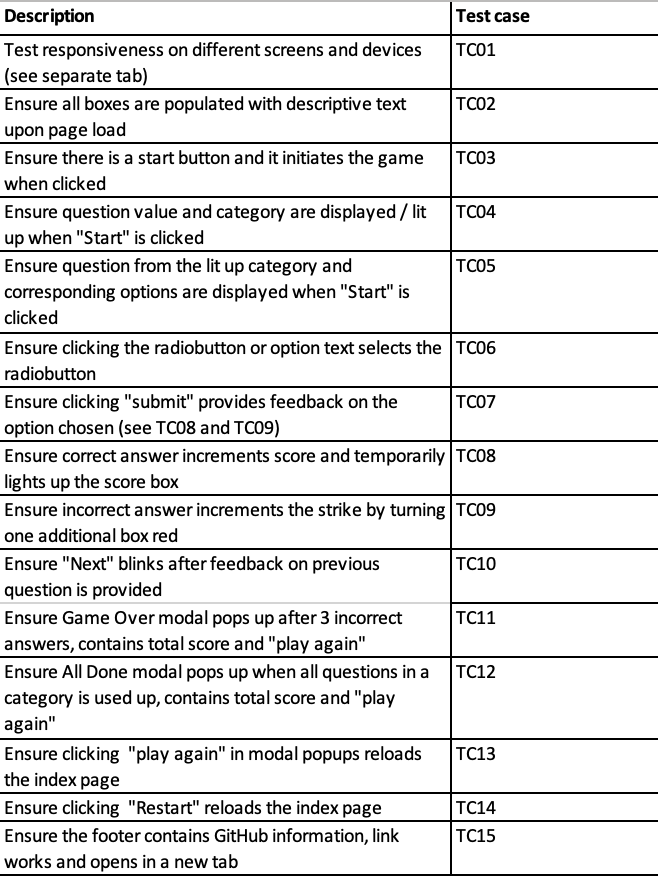 Description Test case
Test responsiveness on different screens and devices TC01
(see separate tab)
Ensure all boxes are populated with descriptive text TC02
upon page load
Ensure there is a start button and it initiates the game TC03
when clicked
Ensure question value and category are displayed / lit TC04
up when "Start" is clicked
Ensure question from the lit up category and TC05
corresponding options are displayed when "Start" is
clicked
Ensure clicking the radiobutton or option text selects the TC06
radiobutton
Ensure clicking "submit" provides feedback on the TC07
option chosen (see TC08 and TC09)
Ensure correct answer increments score and temporarily TC08
lights up the score box
Ensure incorrect answer increments the strike by turning TC09
one additional box red
Ensure "Next" blinks after feedback on previous TC10
question is provided
Ensure Game Over modal pops up after 3 incorrect TC11
answers, contains total score and "play again"
Ensure All Done modal pops up when all questions in a TC12
category is used up, contains total score and "play
again"
Ensure clicking  "play again" in modal popups reloads TC13
the index page
Ensure clicking  "Restart" reloads the index page TC14
Ensure the footer contains GitHub information, link TC15
works and opens in a new tab